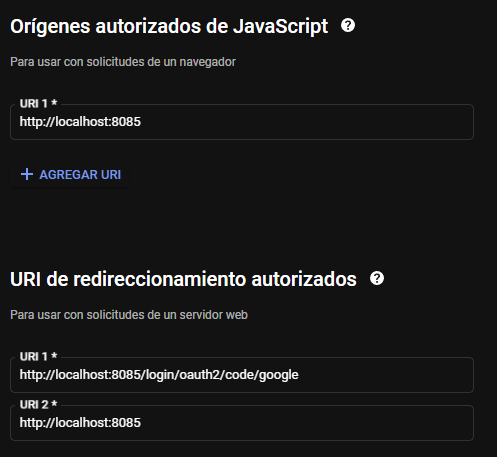 Orígenes autorizados de JavaScript ?
Para usar con solicitudes de un navegador
URI 1 *
http://localhost:8085
+ AGREGAR URI
URI de redireccionamiento autorizados ?
Para usar con solicitudes de un servidor web
URI 1 *
http://localhost:8085/login/oauth2/code/google
URI 2 *
http://localhost:8085